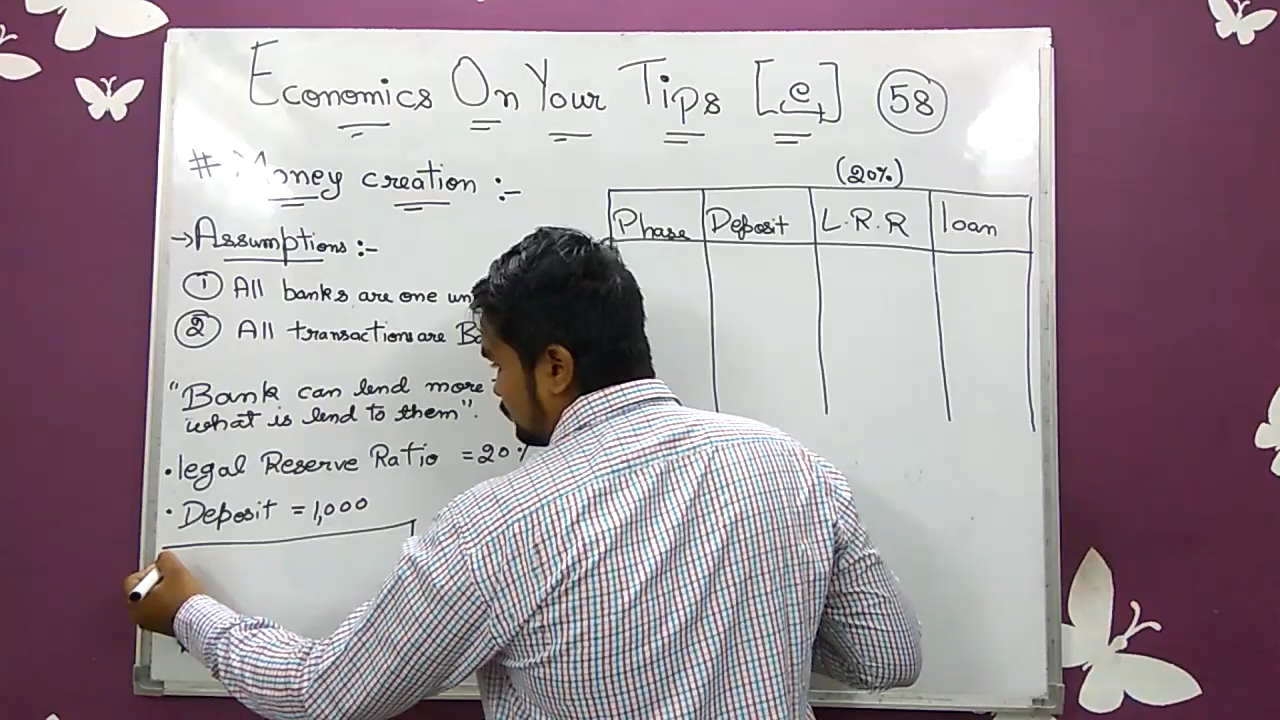 Economics On Your Tips [e] 58
# Money creation :-
→ Assumptions :-
1 All banks are one
2 All transactions are
"Bank can lend more
what is lend to them".
• legal Reserve Ratio = 20%
• Deposit = 1,000
(20%)
Phase Deposit L.R.R loan